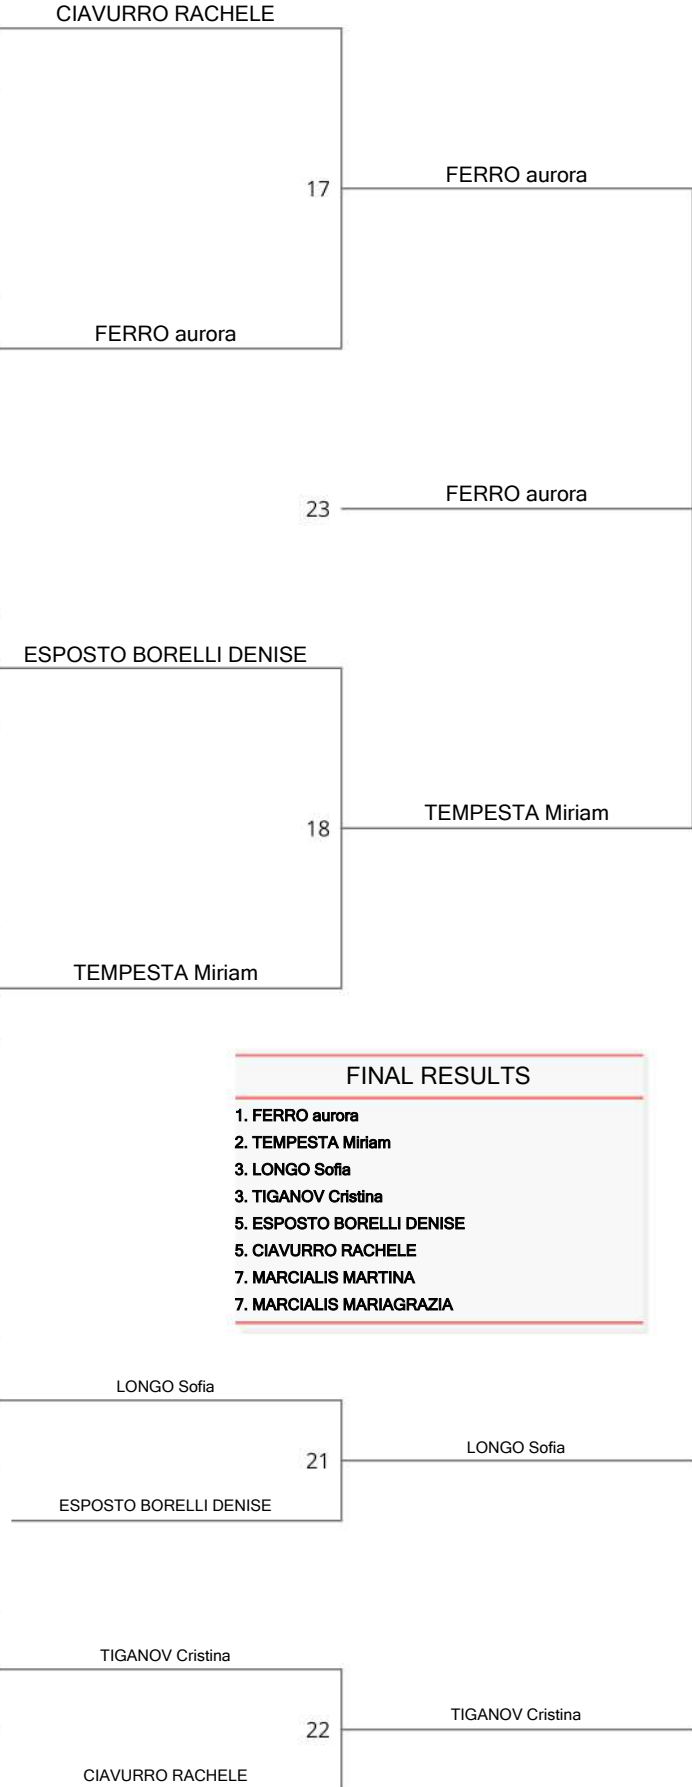 CIAVURRO RACHELE
17
FERRO aurora
FERRO aurora
23
FERRO aurora
ESPOSTO BORELLI DENISE
18
TEMPESTA Miriam
TEMPESTA Miriam
FINAL RESULTS
1. FERRO aurora
2. TEMPESTA Miriam
3. LONGO Sofia
3. TIGANOV Cristina
5. ESPOSTO BORELLI DENISE
5. CIAVURRO RACHELE
7. MARCIALIS MARTINA
7. MARCIALIS MARIAGRAZIA
LONGO Sofia
21
LONGO Sofia
ESPOSTO BORELLI DENISE
TIGANOV Cristina
22
TIGANOV Cristina
CIAVURRO RACHELE